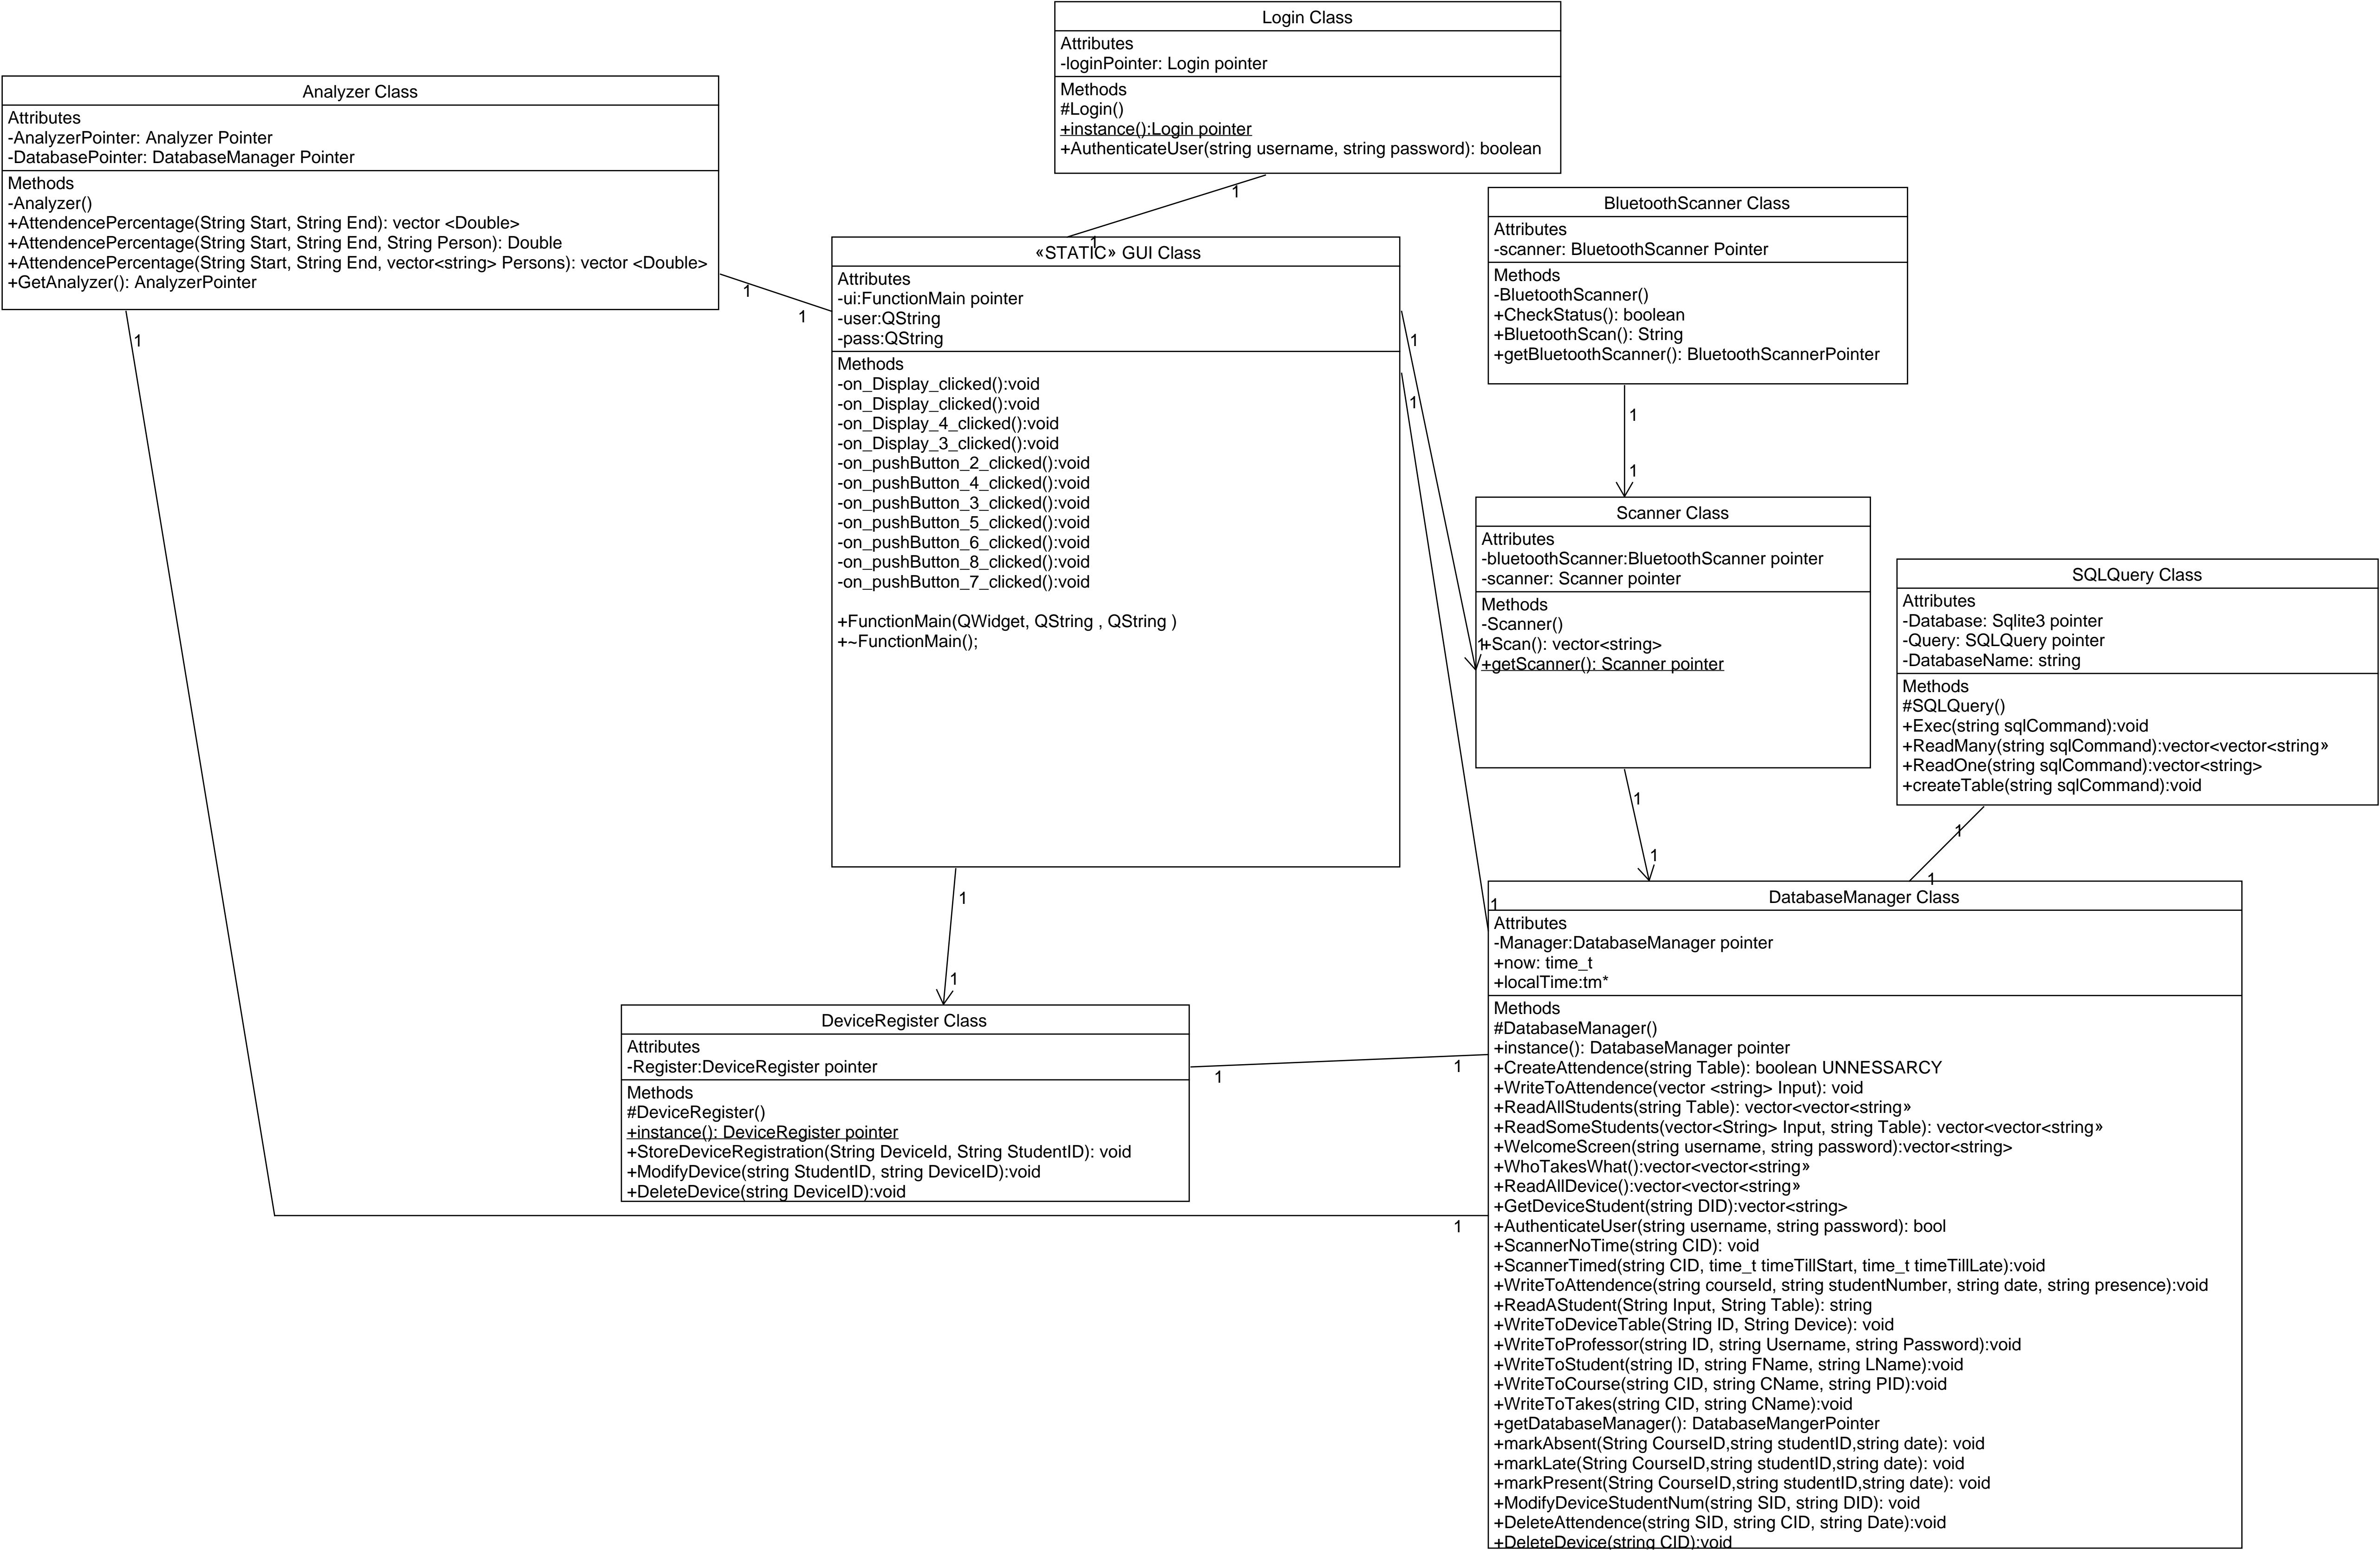 Login Class
Attributes
-loginPointer: Login pointer
Methods
#Login()
+instance():Login pointer
+AuthenticateUser(string username, string password): boolean
1
1
Analyzer Class
Attributes
-AnalyzerPointer: Analyzer Pointer
-DatabasePointer: DatabaseManager Pointer
Methods
-Analyzer()
+AttendencePercentage(String Start, String End): vector <Double>
+AttendencePercentage(String Start, String End, String Person): Double
+AttendencePercentage(String Start, String End, vector<string> Persons): vector <Double>
+GetAnalyzer(): AnalyzerPointer
1
1
1
«STATIC» GUI Class
Attributes
-ui:FunctionMain pointer
-user:QString
-pass:QString
Methods
-on_Display_clicked():void
-on_Display_clicked():void
-on_Display_4_clicked():void
-on_Display_3_clicked():void
-on_pushButton_2_clicked():void
-on_pushButton_4_clicked():void
-on_pushButton_3_clicked():void
-on_pushButton_5_clicked():void
-on_pushButton_6_clicked():void
-on_pushButton_8_clicked():void
-on_pushButton_7_clicked():void
+FunctionMain(QWidget, QString , QString )
+~FunctionMain();
1
1
1
1
BluetoothScanner Class
Attributes
-scanner: BluetoothScanner Pointer
Methods
-BluetoothScanner()
+CheckStatus(): boolean
+BluetoothScan(): String
+getBluetoothScanner(): BluetoothScannerPointer
1
1
Scanner Class
Attributes
-bluetoothScanner:BluetoothScanner pointer
-scanner: Scanner pointer
Methods
-Scanner()
+Scan(): vector<string>
+getScanner(): Scanner pointer
1
1
1
SQLQuery Class
Attributes
-Database: Sqlite3 pointer
-Query: SQLQuery pointer
-DatabaseName: string
Methods
#SQLQuery()
+Exec(string sqlCommand):void
+ReadMany(string sqlCommand):vector<vector<string»
+ReadOne(string sqlCommand):vector<string>
+createTable(string sqlCommand):void
1
1
DeviceRegister Class
Attributes
-Register:DeviceRegister pointer
Methods
#DeviceRegister()
+instance(): DeviceRegister pointer
+StoreDeviceRegistration(String DeviceId, String StudentID): void
+ModifyDevice(string StudentID, string DeviceID):void
+DeleteDevice(string DeviceID):void
1
1
1
1
DatabaseManager Class
Attributes
-Manager:DatabaseManager pointer
+now: time_t
+localTime:tm*
Methods
#DatabaseManager()
+instance(): DatabaseManager pointer
+CreateAttendence(string Table): boolean UNNESSARCY
+WriteToAttendence(vector <string> Input): void
+ReadAllStudents(string Table): vector<vector<string»
+ReadSomeStudents(vector<String> Input, string Table): vector<vector<string»
+WelcomeScreen(string username, string password):vector<string>
+WhoTakesWhat():vector<vector<string»
+ReadAllDevice():vector<vector<string»
+GetDeviceStudent(string DID):vector<string>
+AuthenticateUser(string username, string password): bool
+ScannerNoTime(string CID): void
+ScannerTimed(string CID, time_t timeTillStart, time_t timeTillLate):void
+WriteToAttendence(string courseId, string studentNumber, string date, string presence):void
+ReadAStudent(String Input, String Table): string
+WriteToDeviceTable(String ID, String Device): void
+WriteToProfessor(string ID, string Username, string Password):void
+WriteToStudent(string ID, string FName, string LName):void
+WriteToCourse(string CID, string CName, string PID):void
+WriteToTakes(string CID, string CName):void
+getDatabaseManager(): DatabaseMangerPointer
+markAbsent(String CourseID,string studentID,string date): void
+markLate(String CourseID,string studentID,string date): void
+markPresent(String CourseID,string studentID,string date): void
+ModifyDeviceStudentNum(string SID, string DID): void
+DeleteAttendence(string SID, string CID, string Date):void
+DeleteDevice(string CID):void